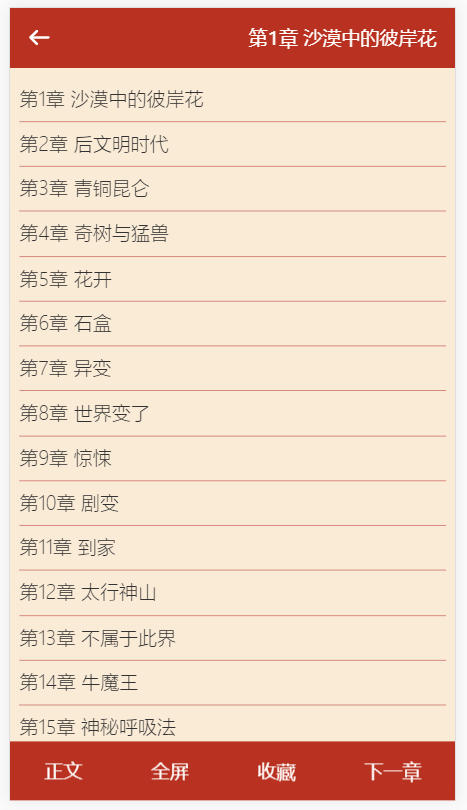 第1章 沙漠中的彼岸花
第1章 沙漠中的彼岸花
第2章 后文明时代
第3章 青铜昆仑
第4章 奇树与猛兽
第5章 花开
第6章 石盒
第7章 异变
第8章 世界变了
第9章 惊悚
第10章 剧变
第11章 到家
第12章 太行神山
第13章 不属于此界
第14章 牛魔王
第15章 神秘呼吸法
正文 全屏 收藏 下一章